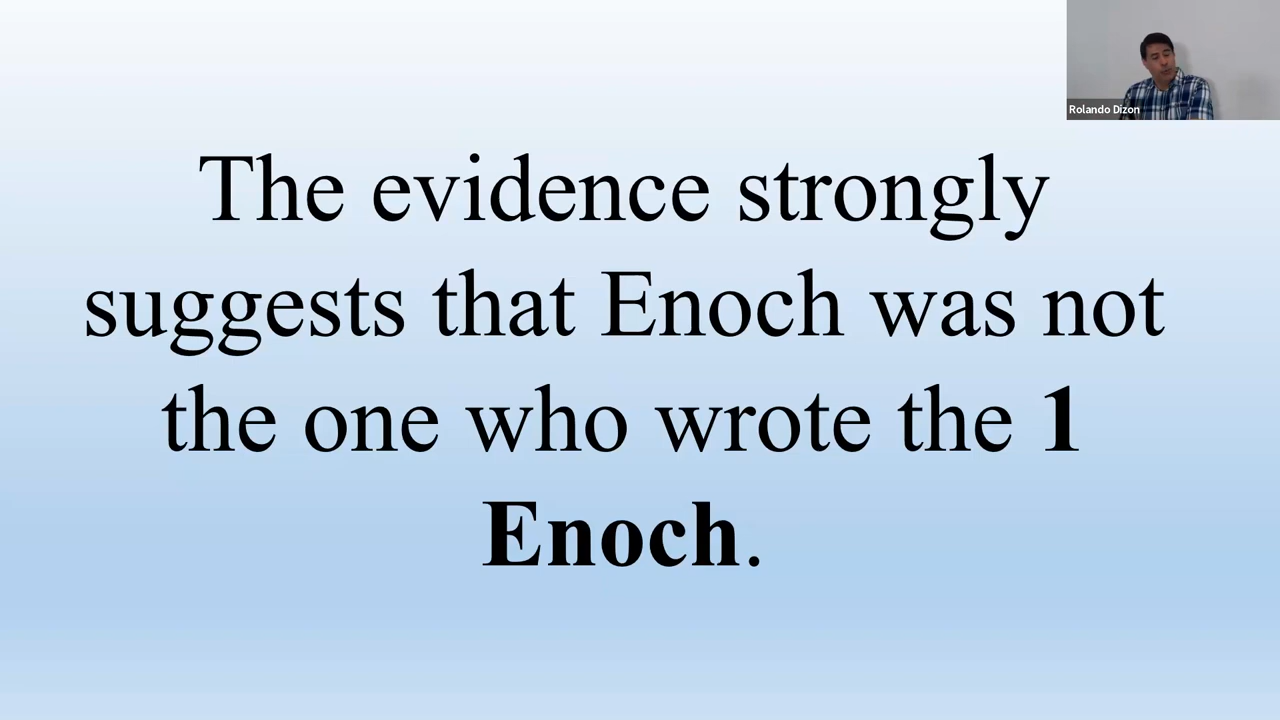 Rolando Dizon
The evidence strongly
suggests that Enoch was not
the one who wrote the 1
Enoch.